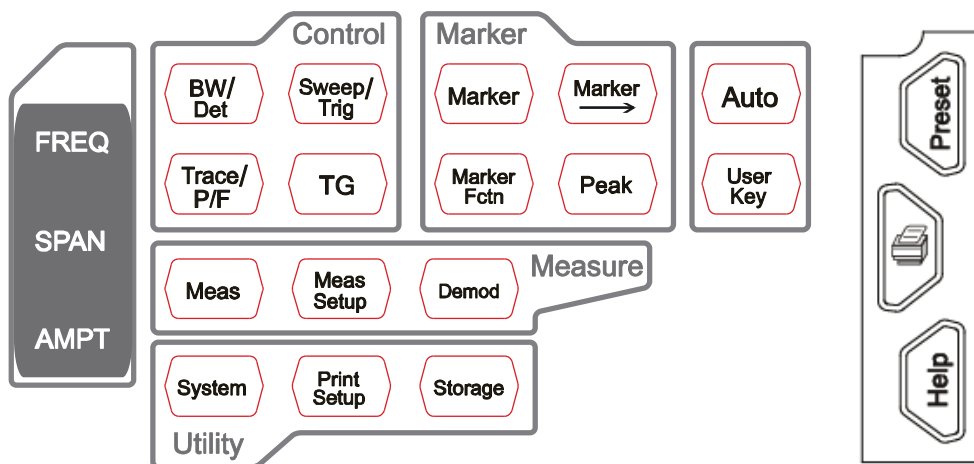 FREQ
SPAN
AMPT
Control
BW/
Det
Sweep/
Trig
Trace/
P/F
TG
Marker
Marker
Marker
Marker
Fctn
Peak
Auto
User
Key
Measure
Meas
Meas
Setup
Demod
System
Print
Setup
Storage
Utility
Preset
Help